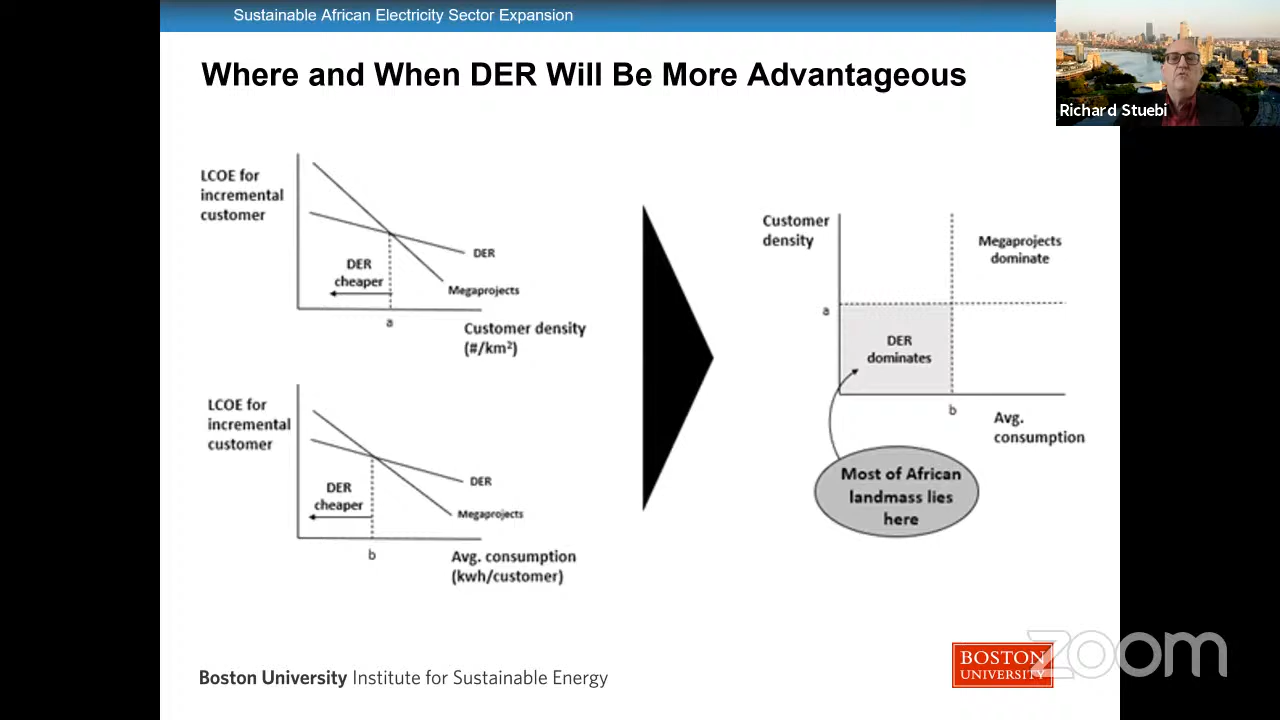 Sustainable African Electricity Sector Expansion
Where and When DER Will Be More Advantageous
Richard Stuebi
LCOE for
incremental
customer
DER
DER
cheaper
Megaprojects
a
Customer density
(#/km²)
LCOE for
incremental
customer
DER
DER
cheaper
Megaprojects
b
Avg. consumption
(kwh/customer)
Customer
density
Megaprojects
dominate
a
DER
dominates
b
Avg.
consumption
Most of African
landmass lies
here
Boston University Institute for Sustainable Energy
BOSTON
UNIVERSITY
zoom